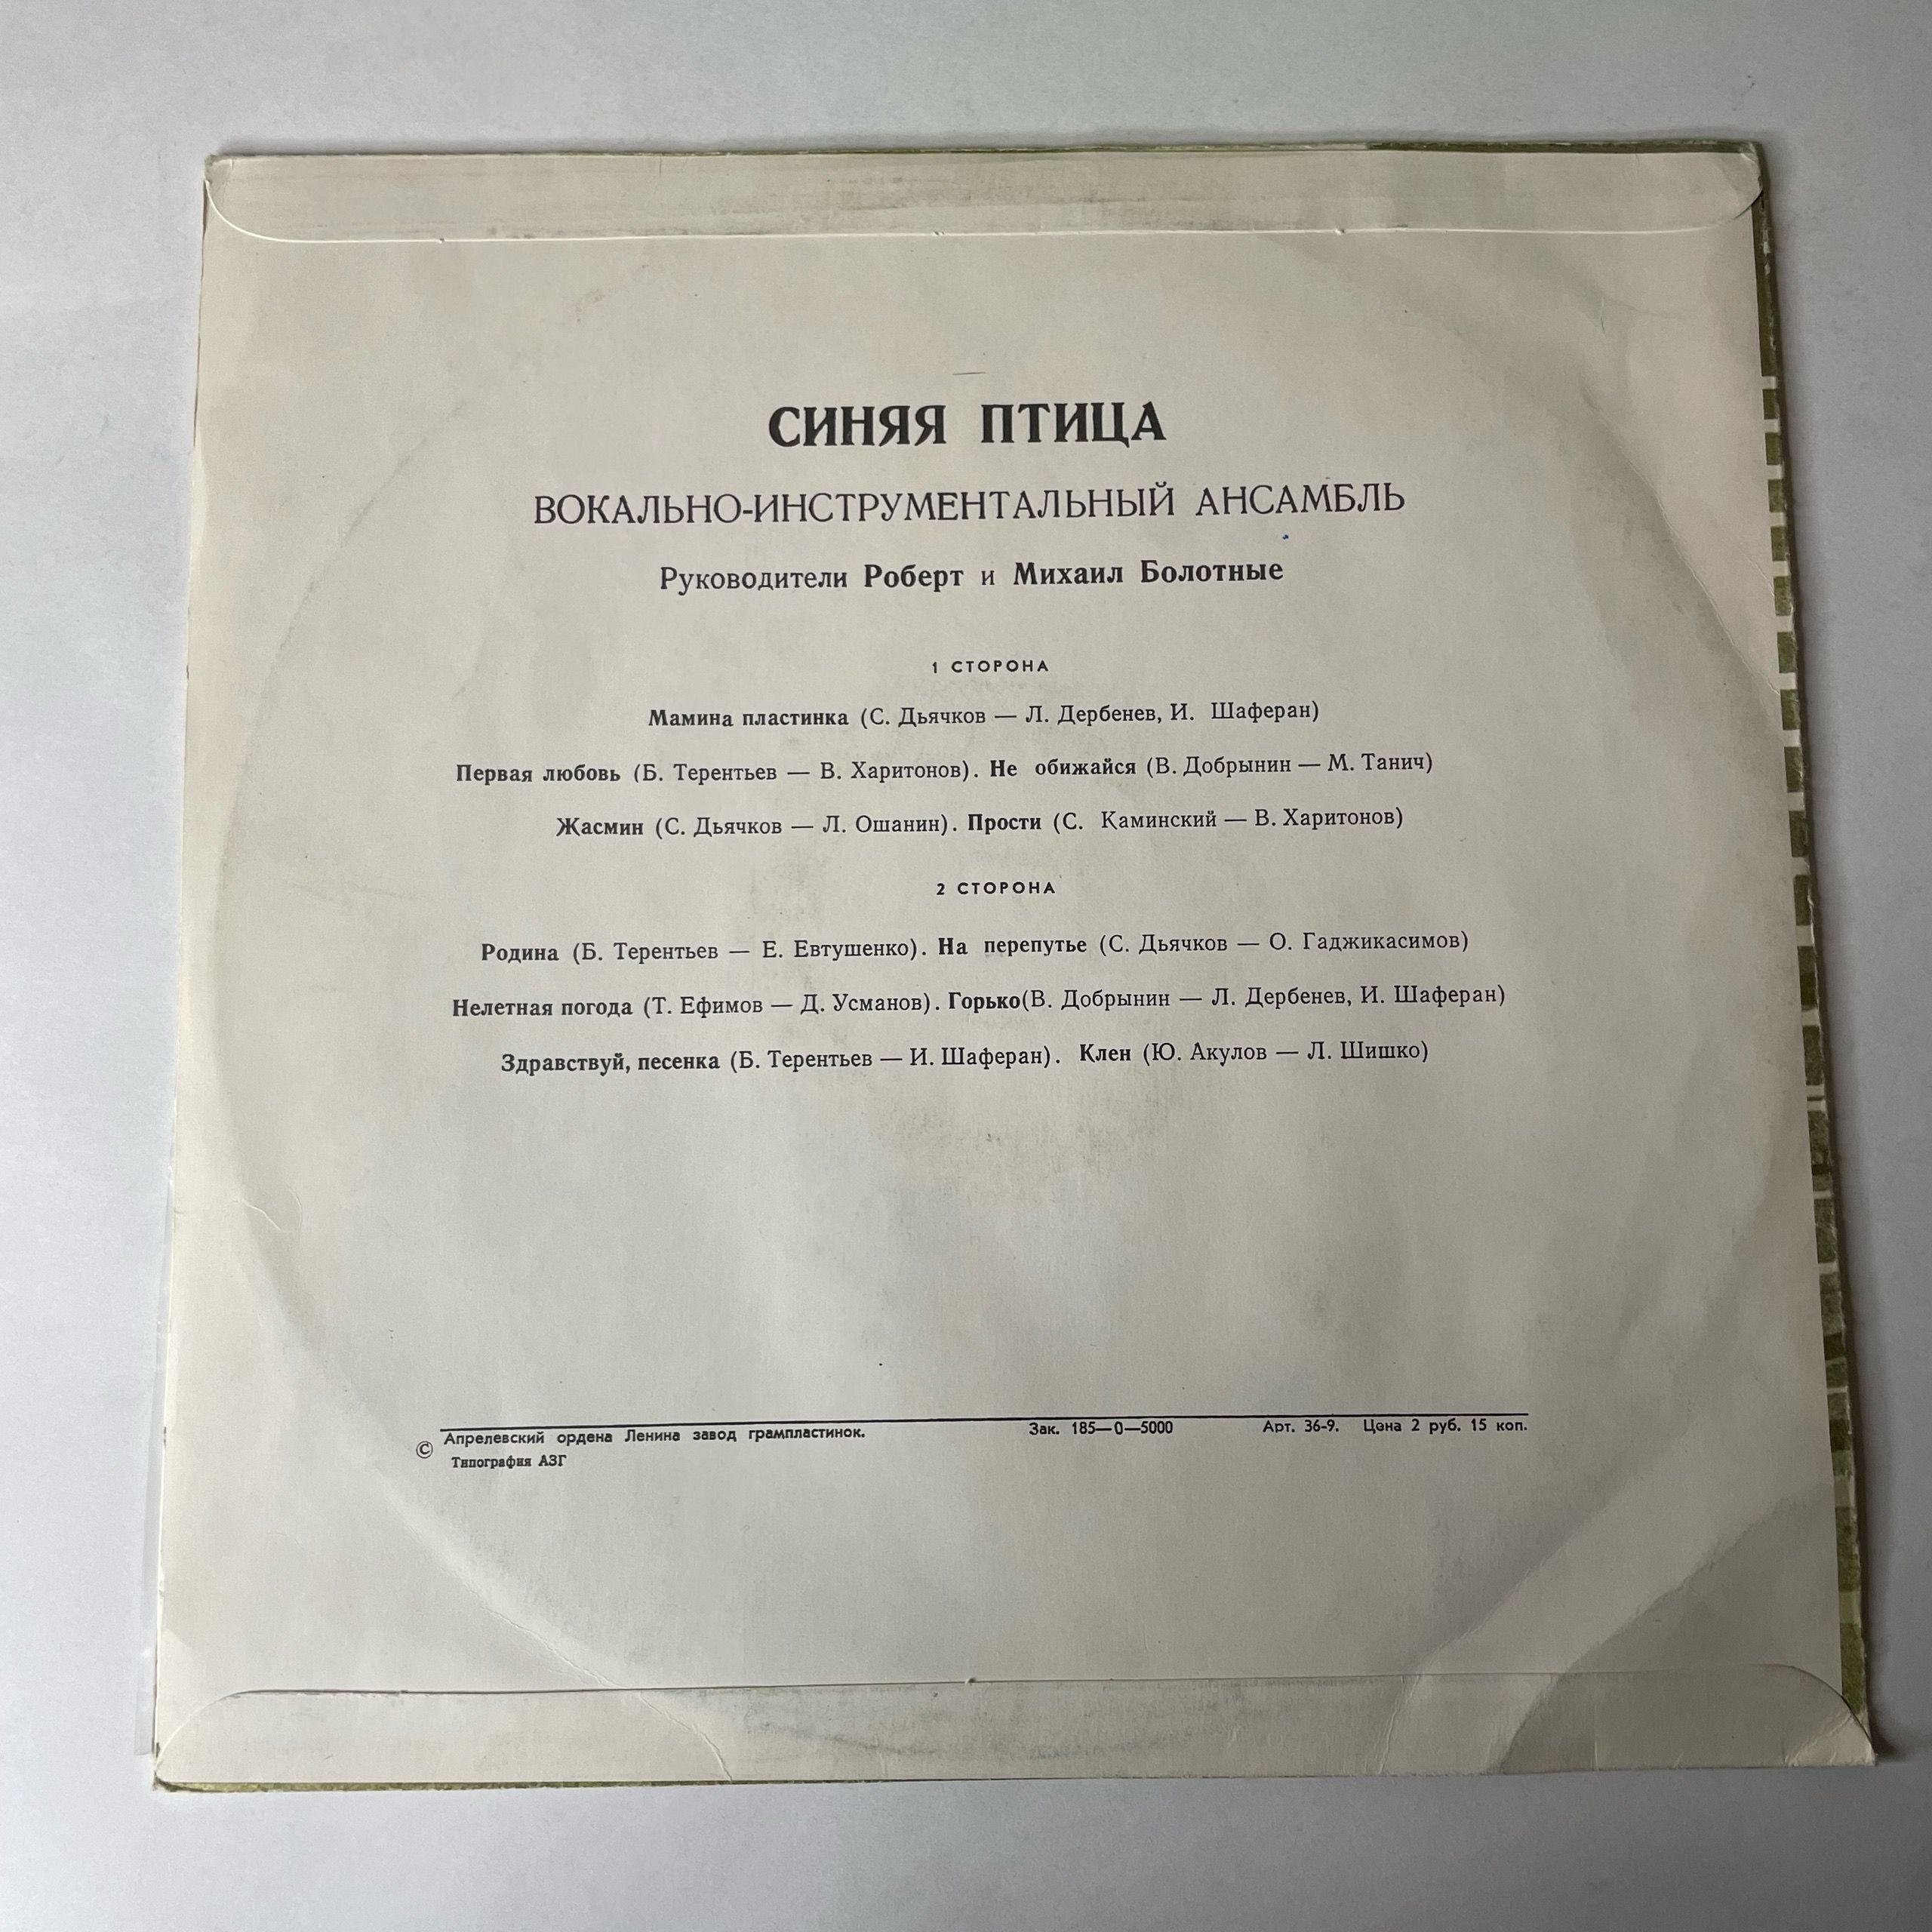 СИНЯЯ ПТИЦА
ВОКАЛЬНО-ИНСТРУМЕНТАЛЬНЫЙ АНСАМБЛЬ
Руководители Роберт и Михаил Болотные
1 СТОРОНА
Мамина пластинка (С. Дьячков — Л. Дербенев, И. Шаферан)
Первая любовь (Б. Терентьев — В. Харитонов). Не обижайся (В. Добрынин — М. Танич)
Жасмин (С. Дьячков — Л. Ошанин). Прости (С. Каминский — В. Харитонов)
2 СТОРОНА
Родина (Б. Терентьев — Е. Евтушенко). На перепутье (С. Дьячков — О. Гаджикасимов)
Нелетная погода (Т. Ефимов — Д. Усманов). Горько(В. Добрынин — Л. Дербенев, И. Шаферан)
Здравствуй, песенка (Б. Терентьев — И. Шаферан). Клен (Ю. Акулов — Л. Шишко)
© Апрелевский ордена Ленина завод грампластинок. Зак. 185—0—5000 Арт. 36-9. Цена 2 руб. 15 коп.
Типография АЗГ